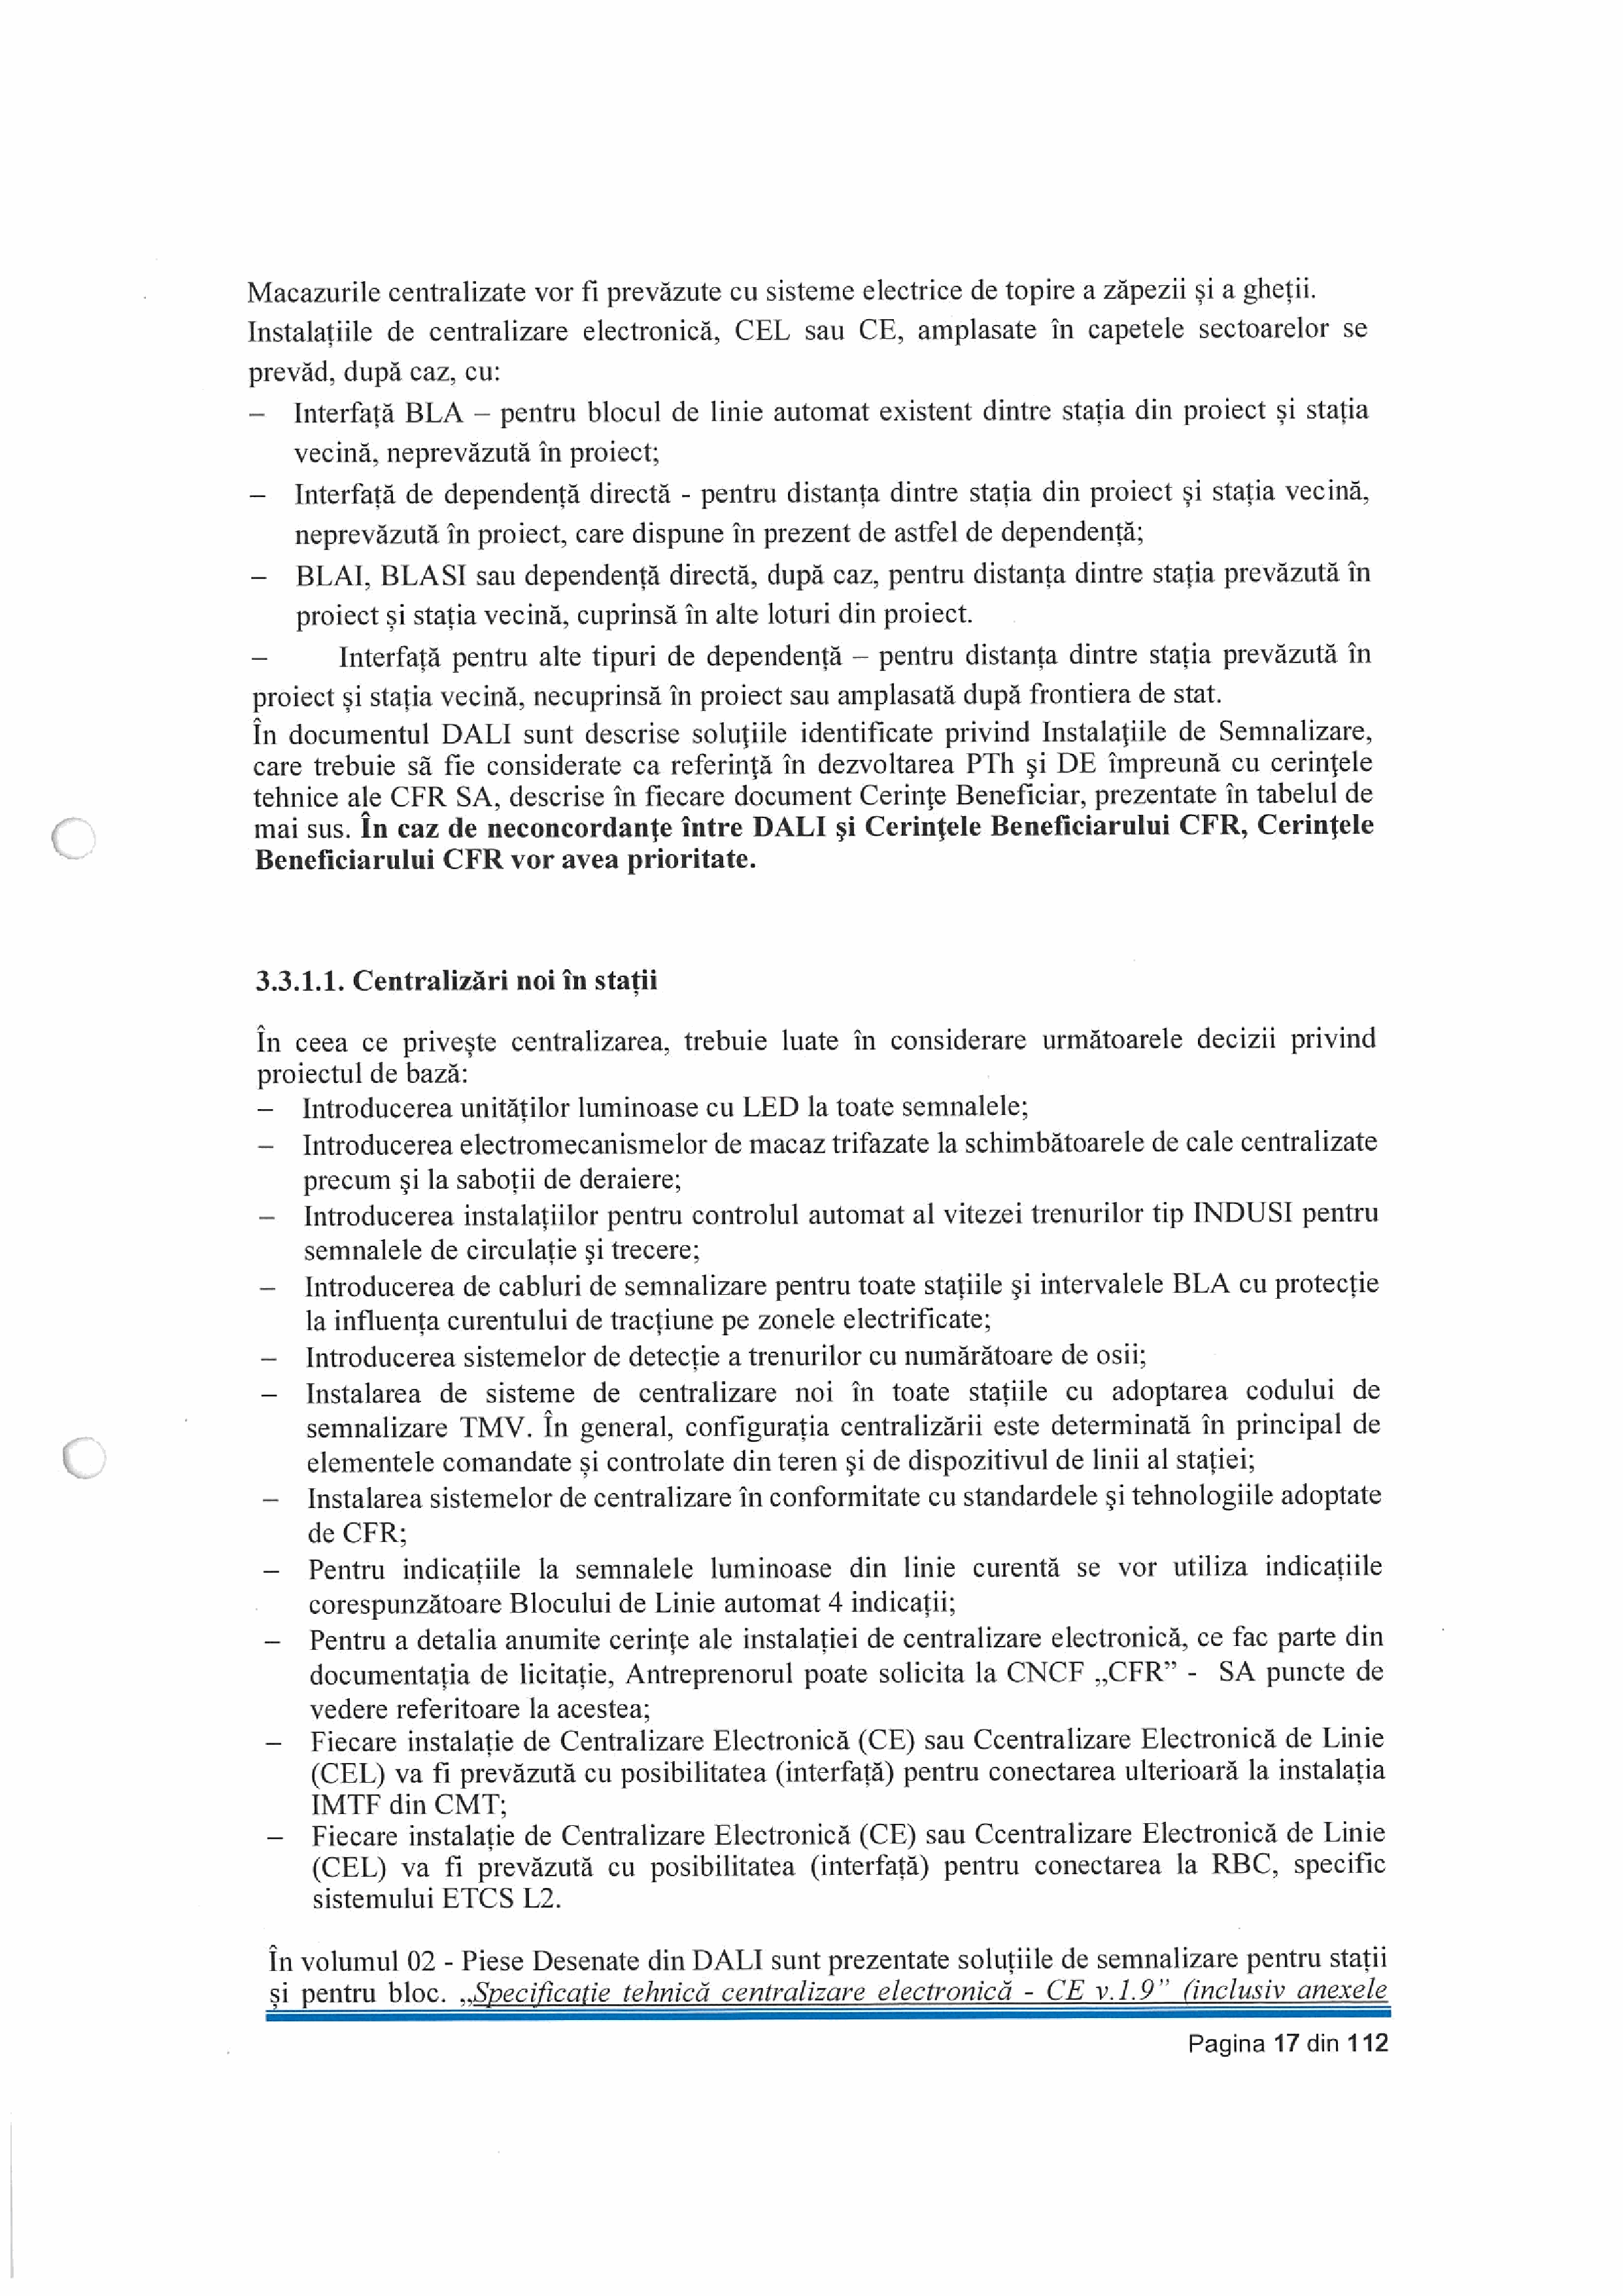 Macazurile centralizate vor fi prevăzute cu sisteme electrice de topire a zăpezii și a gheții.
Instalațiile de centralizare electronică, CEL sau CE, amplasate în capetele sectoarelor se
prevăd, după caz, cu:
– Interfață BLA – pentru blocul de linie automat existent dintre stația din proiect și stația
vecină, neprevăzută în proiect;
– Interfață de dependență directă - pentru distanța dintre stația din proiect și stația vecină,
neprevăzută în proiect, care dispune în prezent de astfel de dependență;
– BLAI, BLASI sau dependență directă, după caz, pentru distanța dintre stația prevăzută în
proiect și stația vecină, cuprinsă în alte loturi din proiect.
– Interfață pentru alte tipuri de dependență – pentru distanța dintre stația prevăzută în
proiect și stația vecină, necuprinsă în proiect sau amplasată după frontiera de stat.
În documentul DALI sunt descrise soluţiile identificate privind Instalaţiile de Semnalizare,
care trebuie să fie considerate ca referinţă în dezvoltarea PTh şi DE împreună cu cerinţele
tehnice ale CFR SA, descrise în fiecare document Cerinţe Beneficiar, prezentate în tabelul de
mai sus. În caz de neconcordanţe între DALI şi Cerinţele Beneficiarului CFR, Cerinţele
Beneficiarului CFR vor avea prioritate.
3.3.1.1. Centralizări noi în stații
În ceea ce privește centralizarea, trebuie luate în considerare următoarele decizii privind
proiectul de bază:
– Introducerea unităților luminoase cu LED la toate semnalele;
– Introducerea electromecanismelor de macaz trifazate la schimbătoarele de cale centralizate
precum şi la saboții de deraiere;
– Introducerea instalațiilor pentru controlul automat al vitezei trenurilor tip INDUSI pentru
semnalele de circulație şi trecere;
– Introducerea de cabluri de semnalizare pentru toate stațiile şi intervalele BLA cu protecție
la influența curentului de tracțiune pe zonele electrificate;
– Introducerea sistemelor de detecție a trenurilor cu numărătoare de osii;
– Instalarea de sisteme de centralizare noi în toate stațiile cu adoptarea codului de
semnalizare TMV. În general, configurația centralizării este determinată în principal de
elementele comandate și controlate din teren şi de dispozitivul de linii al stației;
– Instalarea sistemelor de centralizare în conformitate cu standardele şi tehnologiile adoptate
de CFR;
– Pentru indicațiile la semnalele luminoase din linie curentă se vor utiliza indicațiile
corespunzătoare Blocului de Linie automat 4 indicații;
– Pentru a detalia anumite cerințe ale instalației de centralizare electronică, ce fac parte din
documentația de licitație, Antreprenorul poate solicita la CNCF „CFR” - SA puncte de
vedere referitoare la acestea;
– Fiecare instalație de Centralizare Electronică (CE) sau Ccentralizare Electronică de Linie
(CEL) va fi prevăzută cu posibilitatea (interfață) pentru conectarea ulterioară la instalația
IMTF din CMT;
– Fiecare instalație de Centralizare Electronică (CE) sau Ccentralizare Electronică de Linie
(CEL) va fi prevăzută cu posibilitatea (interfață) pentru conectarea la RBC, specific
sistemului ETCS L2.
În volumul 02 - Piese Desenate din DALI sunt prezentate soluțiile de semnalizare pentru stații
și pentru bloc. „Specificație tehnică centralizare electronică - CE v.1.9” (inclusiv anexele
Pagina 17 din 112